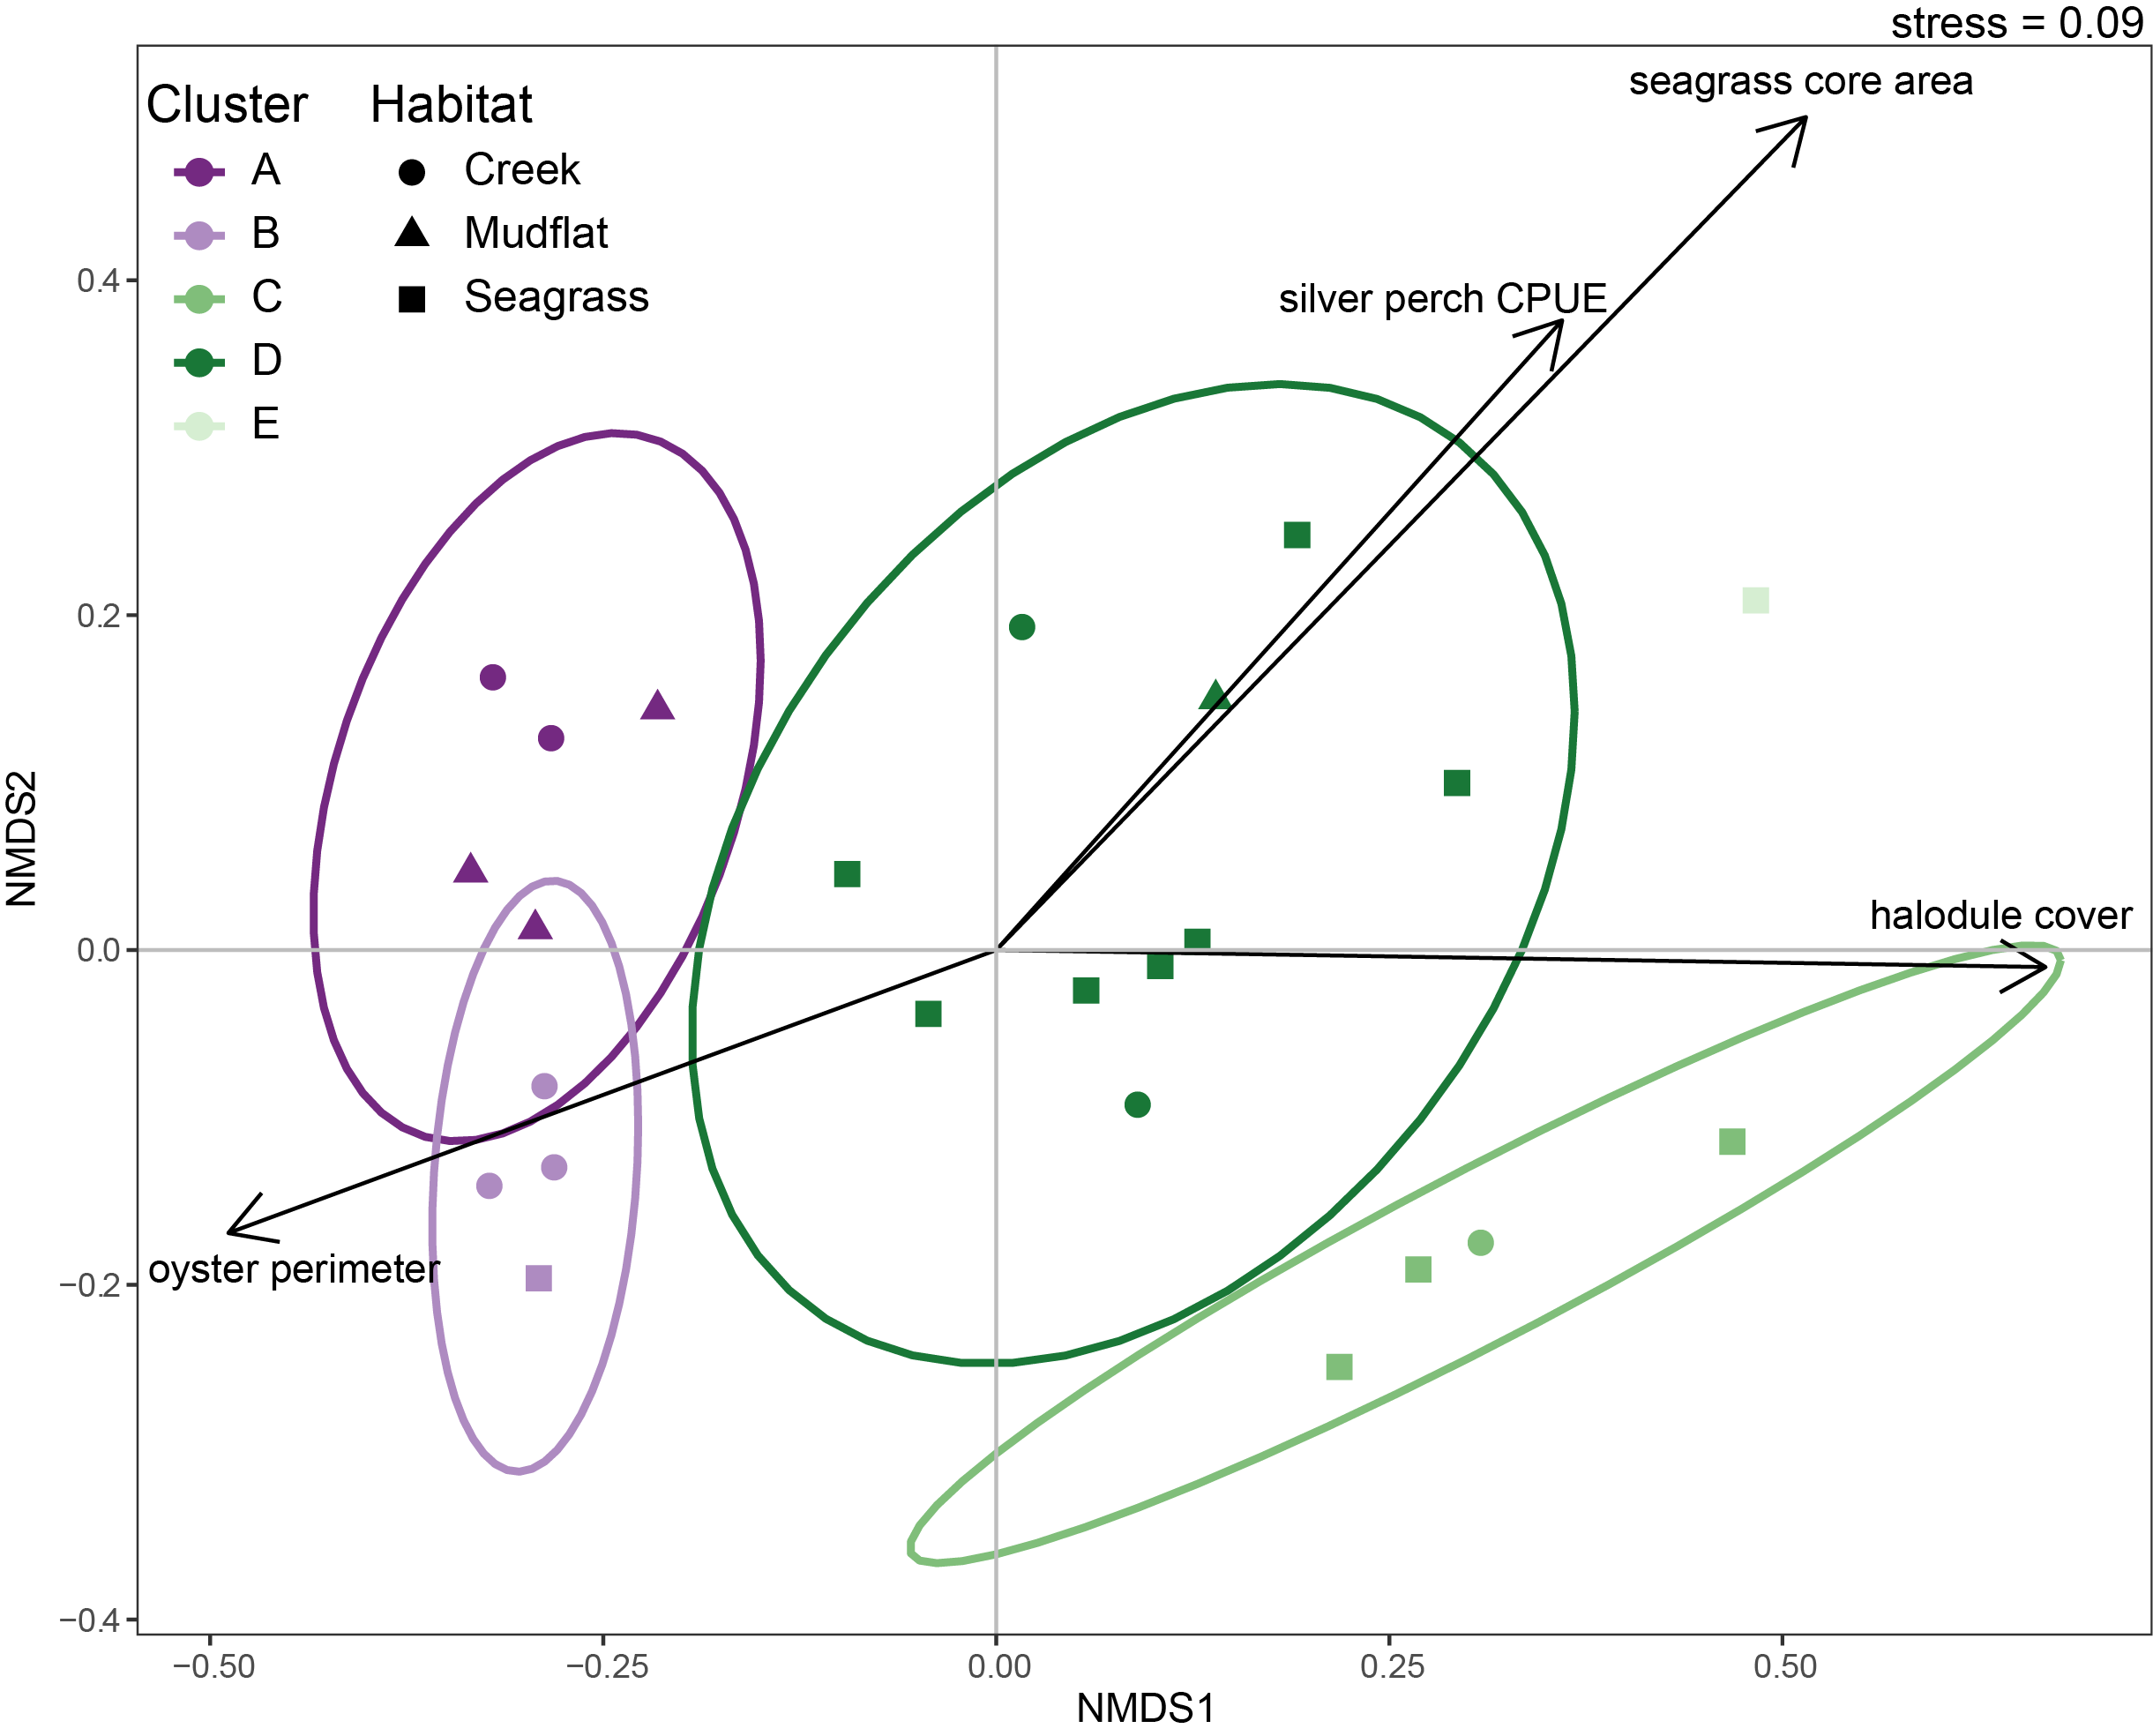 stress = 0.09
seagrass core area
Cluster
Habitat
A
Creek
B
Mudflat
C
Seagrass
D
E
silver perch CPUE
halodule cover
oyster perimeter
0.4
0.2
0.0
−0.2
−0.4
NMDS2
−0.50
−0.25
0.00
0.25
0.50
NMDS1